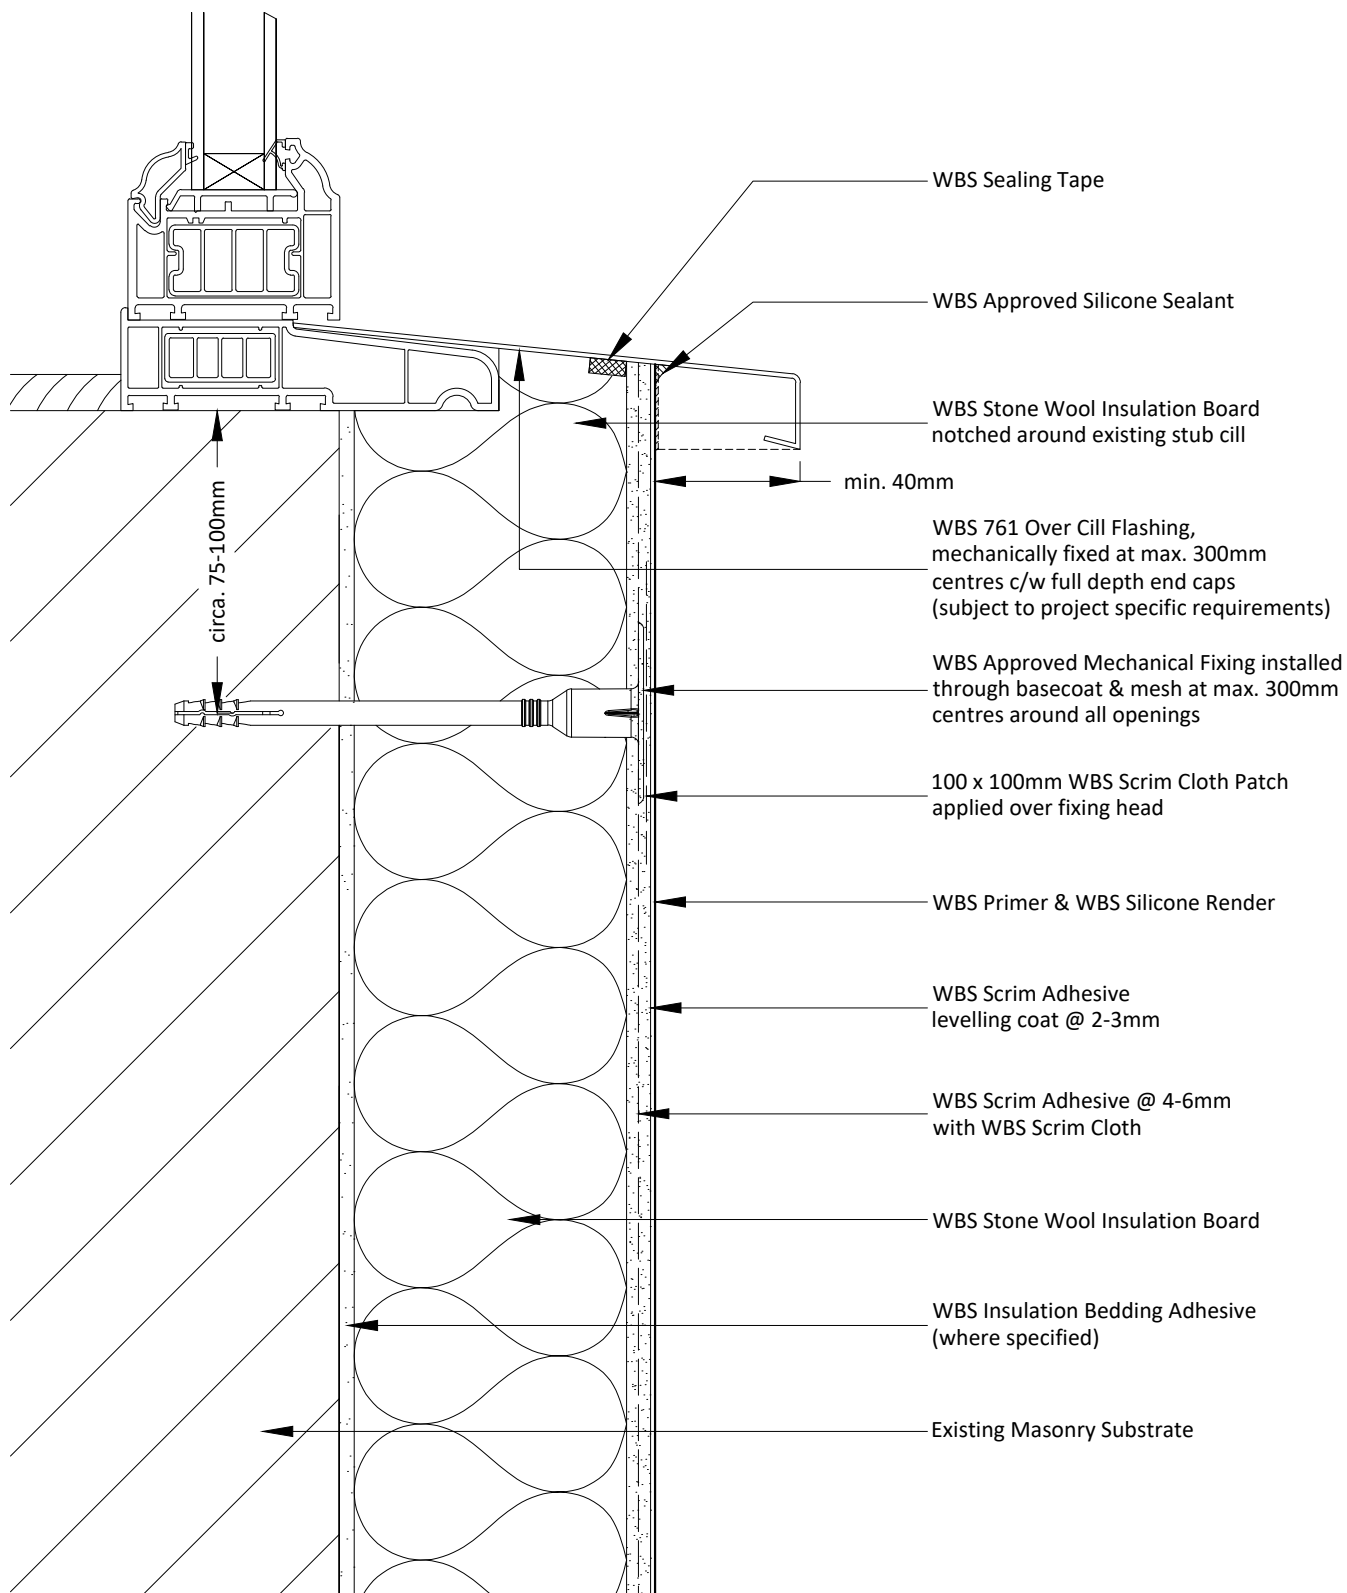 WBS Sealing Tape
WBS Approved Silicone Sealant
WBS Stone Wool Insulation Board
notched around existing stub cill
min. 40mm
WBS 761 Over Cill Flashing,
mechanically fixed at max. 300mm
centres c/w full depth end caps
(subject to project specific requirements)
circa. 75-100mm
WBS Approved Mechanical Fixing installed
through basecoat & mesh at max. 300mm
centres around all openings
100 x 100mm WBS Scrim Cloth Patch
applied over fixing head
WBS Primer & WBS Silicone Render
WBS Scrim Adhesive
levelling coat @ 2-3mm
WBS Scrim Adhesive @ 4-6mm
with WBS Scrim Cloth
WBS Stone Wool Insulation Board
WBS Insulation Bedding Adhesive
(where specified)
Existing Masonry Substrate